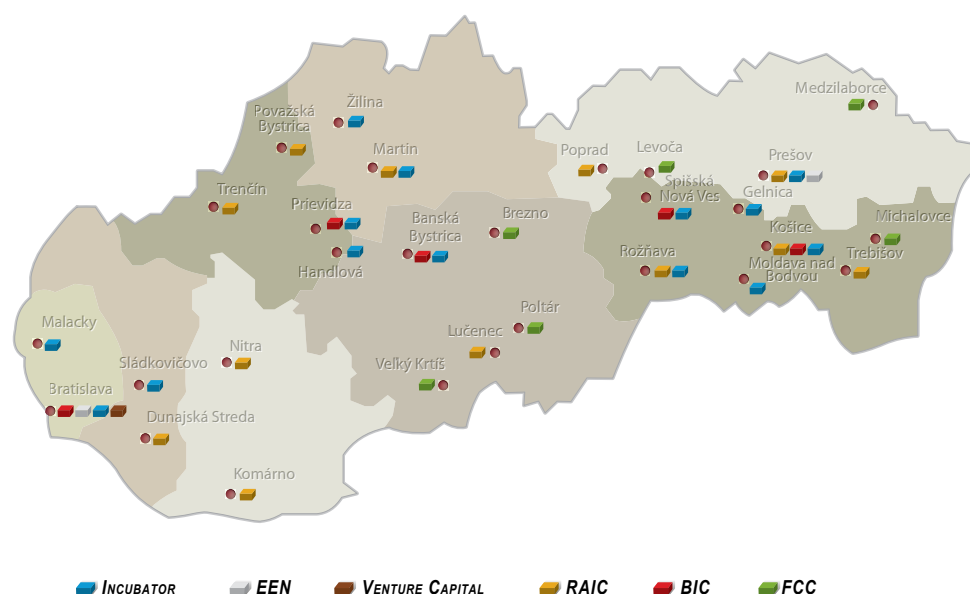 Medzilaborce
Žilina
Považská
Bystrica
Martin
Poprad
Levoča
Prešov
Trenčín
Prievidza
Spišská
Nová Ves
Gelnica
Banská
Bystrica
Brezno
Michalovce
Košice
Handlová
Rožňava
Moldava nad
Bodvou
Trebišov
Poltár
Malacky
Lučenec
Nitra
Sládkovičovo
Veľký Krtíš
Bratislava
Dunajská Streda
Komárno
Incubator EEN Venture Capital RAIC BIC FCC